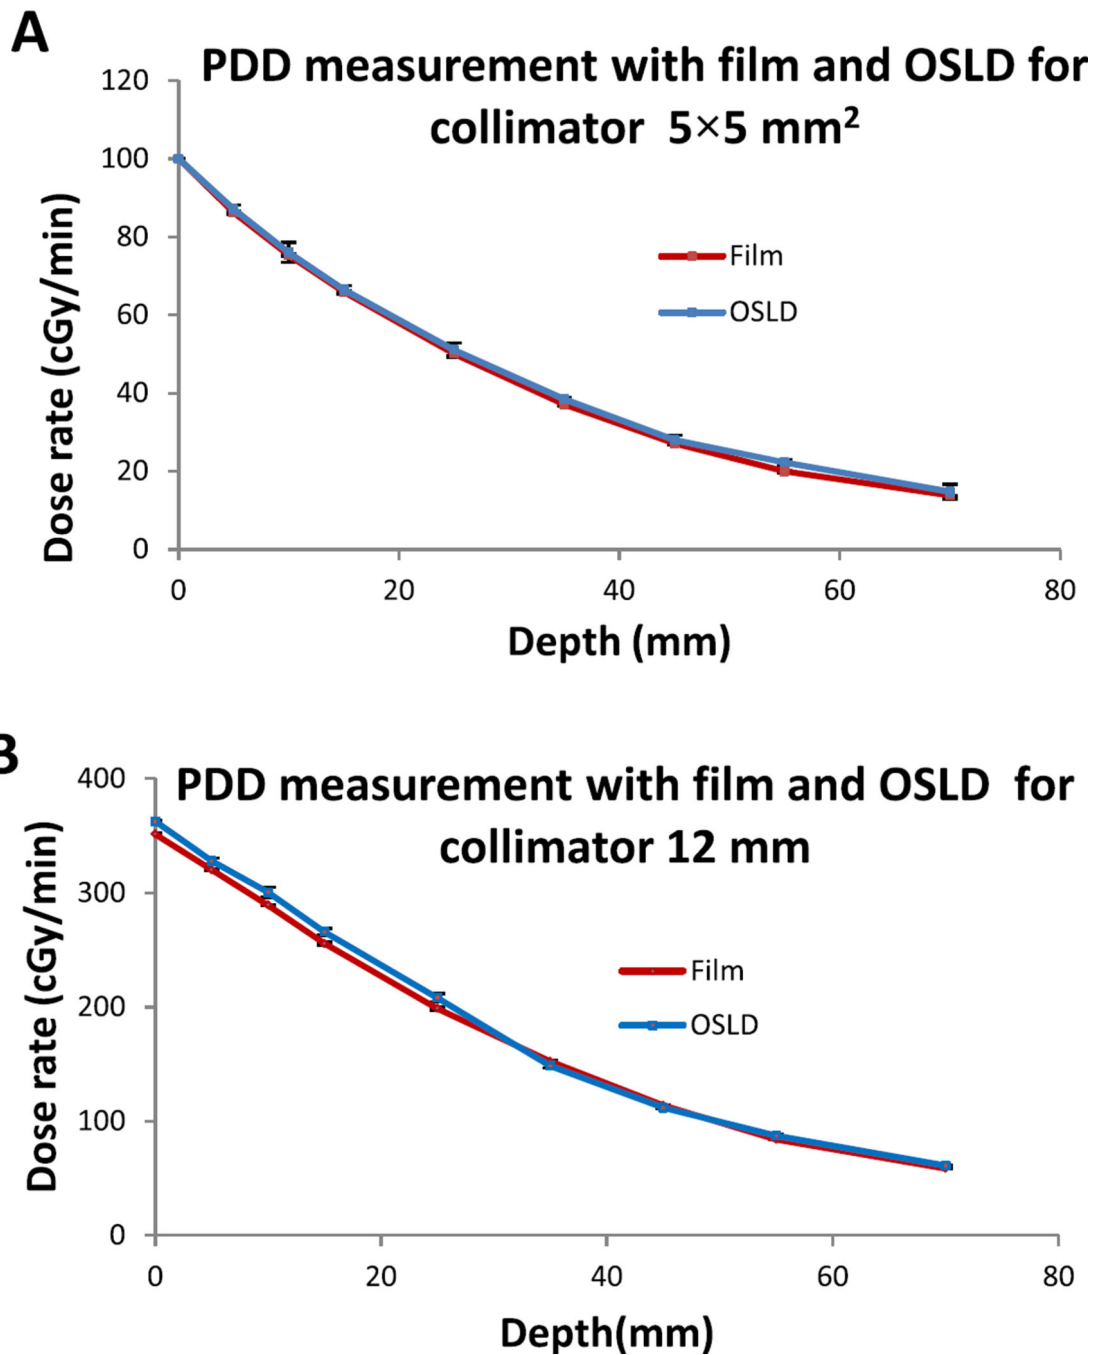 A
PDD measurement with film and OSLD for
collimator 5×5 mm²
120
100
80
60
40
20
0
Dose rate (cGy/min)
Film
OSLD
0 20 40 60 80
Depth (mm)
B
PDD measurement with film and OSLD for
collimator 12 mm
400
300
200
100
0
Dose rate (cGy/min)
Film
OSLD
0 20 40 60 80
Depth(mm)